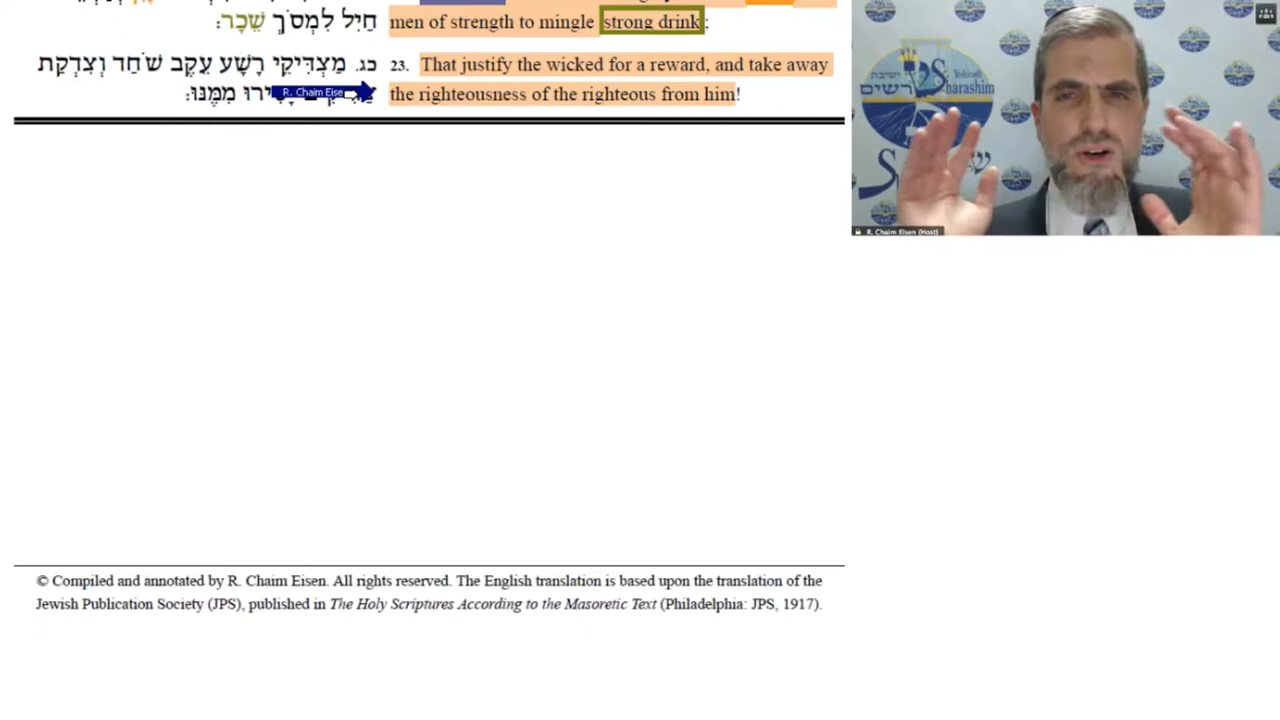 חַיִל לִמְסֹךְ שֵׁכָר:
men of strength to mingle strong drink;
כג. מַצְדִּיקֵי רָשָׁע עֵקֶב שֹׁחַד וְצִדְקַת
23. That justify the wicked for a reward, and take away
R. Chaim Eise
מִמֶּנּוּ:
the righteousness of the righteous from him!
ישיבת
שרשים
Yeshivath
Sharashim
R. Chaim Eisen (Host)
© Compiled and annotated by R. Chaim Eisen. All rights reserved. The English translation is based upon the translation of the
Jewish Publication Society (JPS), published in The Holy Scriptures According to the Masoretic Text (Philadelphia: JPS, 1917).